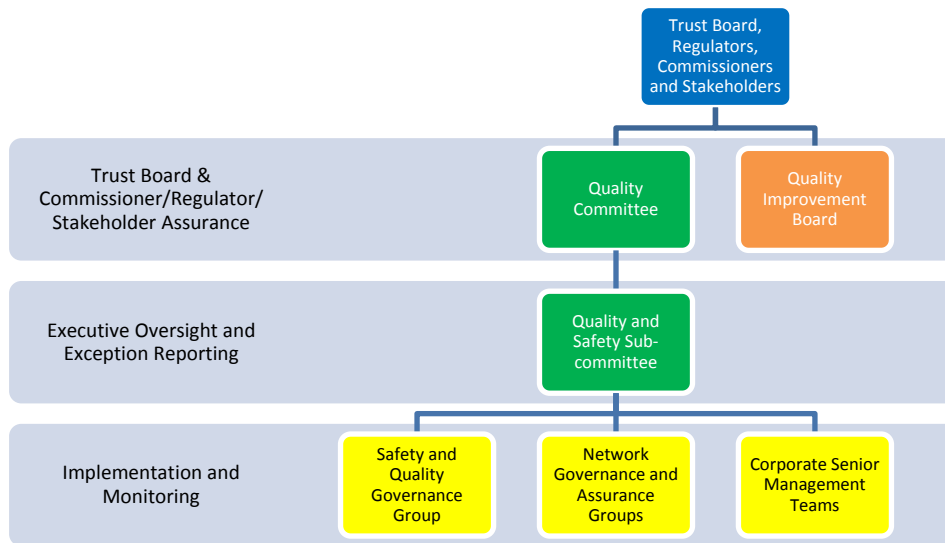 Trust Board,
Regulators,
Commissioners
and Stakeholders
Trust Board &
Commissioner/Regulator/
Stakeholder Assurance
Quality
Committee
Quality
Improvement
Board
Executive Oversight and
Exception Reporting
Quality and
Safety Sub-
committee
Implementation and
Monitoring
Safety and
Quality
Governance
Group
Network
Governance and
Assurance
Groups
Corporate Senior
Management
Teams